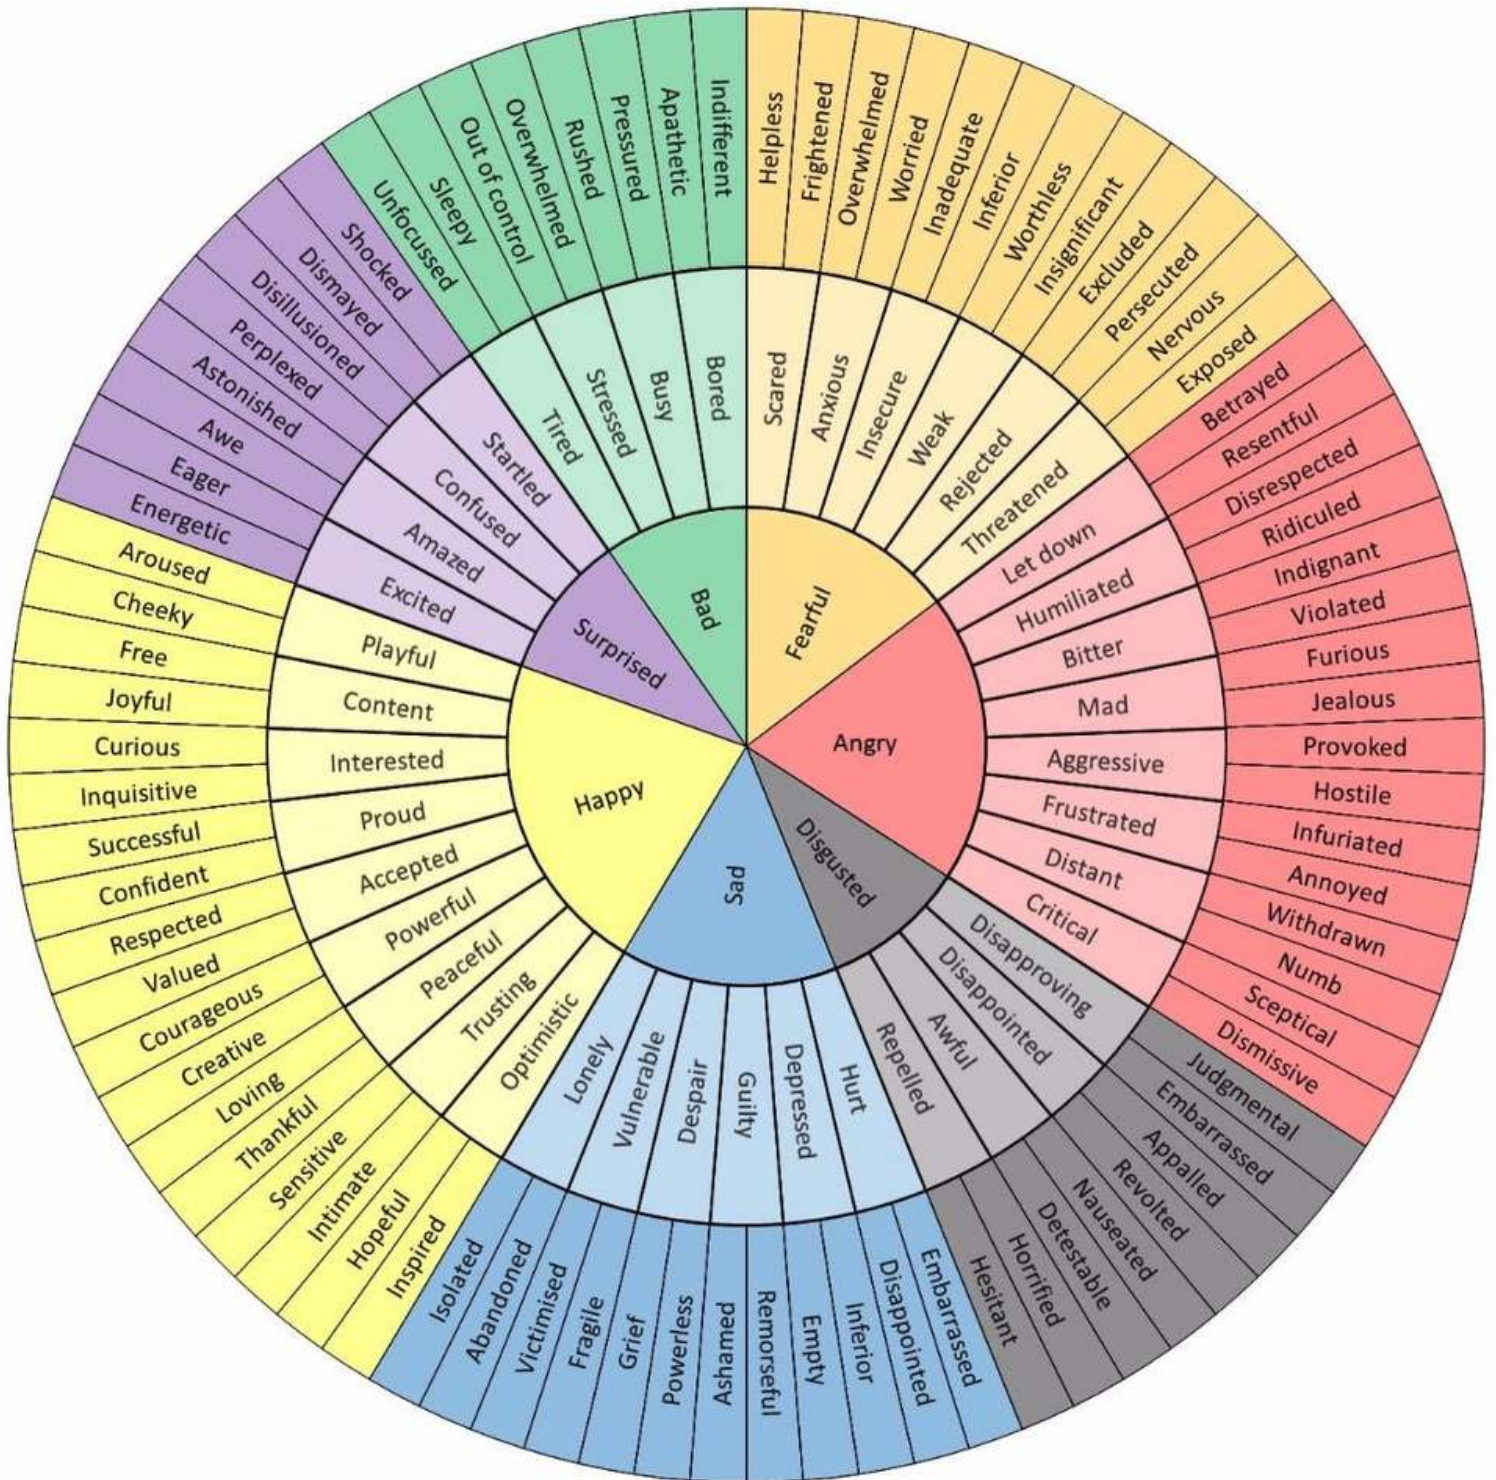 Fearful
Angry
Disgusted
Sad
Happy
Surprised
Bad
Scared
Anxious
Insecure
Weak
Rejected
Threatened
Let down
Humiliated
Bitter
Mad
Aggressive
Frustrated
Distant
Critical
Disapproving
Disappointed
Awful
Repelled
Hurt
Depressed
Guilty
Despair
Vulnerable
Lonely
Optimistic
Trusting
Peaceful
Powerful
Accepted
Proud
Interested
Content
Playful
Excited
Amazed
Confused
Startled
Tired
Stressed
Busy
Bored
Helpless
Frightened
Overwhelmed
Worried
Inadequate
Inferior
Worthless
Insignificant
Excluded
Persecuted
Nervous
Exposed
Betrayed
Resentful
Disrespected
Ridiculed
Indignant
Violated
Furious
Jealous
Provoked
Hostile
Infuriated
Annoyed
Withdrawn
Numb
Sceptical
Dismissive
Judgmental
Embarrassed
Appalled
Revolted
Nauseated
Detestable
Horrified
Hesitant
Embarrassed
Disappointed
Inferior
Empty
Remorseful
Ashamed
Powerless
Grief
Fragile
Victimised
Abandoned
Isolated
Inspired
Hopeful
Intimate
Sensitive
Thankful
Loving
Creative
Courageous
Valued
Respected
Confident
Successful
Inquisitive
Curious
Joyful
Free
Cheeky
Aroused
Energetic
Eager
Awe
Astonished
Perplexed
Disillusioned
Dismayed
Shocked
Unfocussed
Sleepy
Out of control
Overwhelmed
Rushed
Pressured
Apathetic
Indifferent